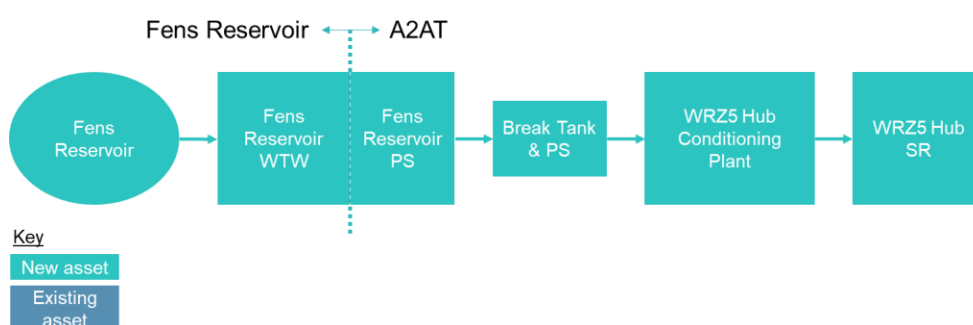 Fens Reservoir
A2AT
Fens
Reservoir
Fens
Reservoir
WTW
Fens
Reservoir
PS
Break Tank
& PS
WRZ5 Hub
Conditioning
Plant
WRZ5 Hub
SR
Key
New asset
Existing
asset